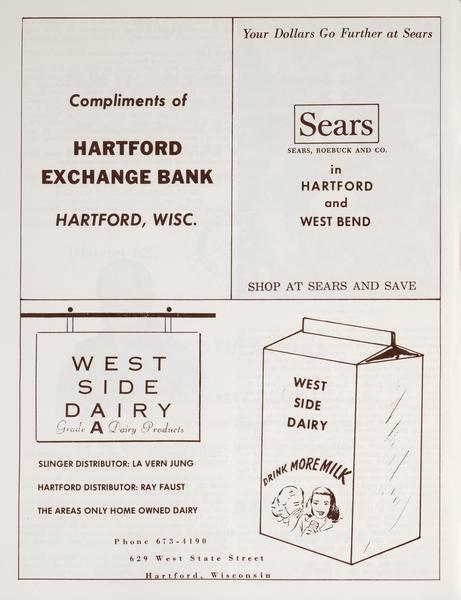 Compliments of
HARTFORD
EXCHANGE BANK
HARTFORD, WISC.
Your Dollars Go Further at Sears
Sears
SEARS, ROEBUCK AND CO.
in
HARTFORD
and
WEST BEND
SHOP AT SEARS AND SAVE
WEST
SIDE
DAIRY
Grade A Dairy Products
SLINGER DISTRIBUTOR: LA VERN JUNG
HARTFORD DISTRIBUTOR: RAY FAUST
THE AREAS ONLY HOME OWNED DAIRY
Phone 673-4190
629 West State Street
Hartford, Wisconsin
WEST
SIDE
DAIRY
DRINK MORE MILK